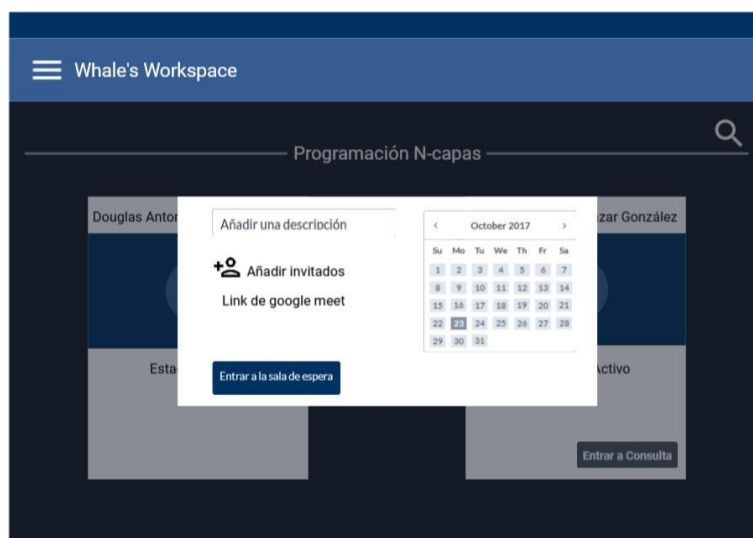 Whale's Workspace
Programación N-capas
Douglas Antor
zar González
Añadir una descripción
Añadir invitados
Link de google meet
Entrar a la sala de espera
< October 2017 >
Su Mo Tu We Th Fr Sa
1 2 3 4 5 6 7
8 9 10 11 12 13 14
15 16 17 18 19 20 21
22 23 24 25 26 27 28
29 30 31
Esta
Activo
Entrar a Consulta